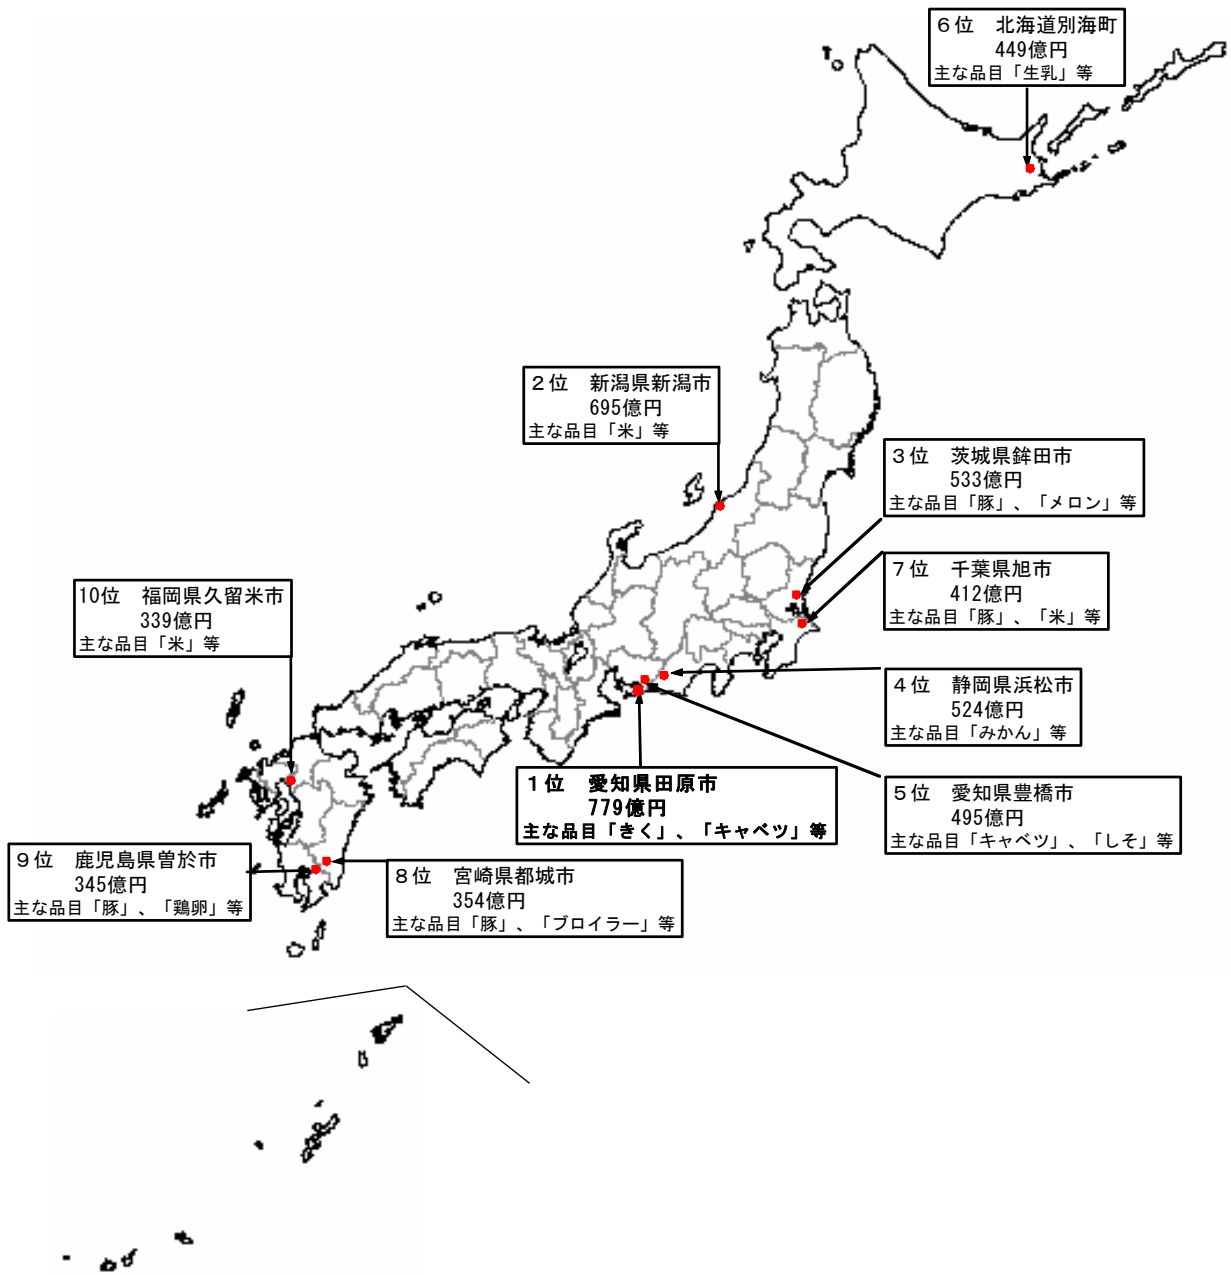 ６位　北海道別海町
449億円
主な品目「生乳」等
２位　新潟県新潟市
695億円
主な品目「米」等
３位　茨城県鉾田市
533億円
主な品目「豚」、「メロン」等
７位　千葉県旭市
412億円
主な品目「豚」、「米」等
10位　福岡県久留米市
339億円
主な品目「米」等
４位　静岡県浜松市
524億円
主な品目「みかん」等
１位　愛知県田原市
779億円
主な品目「きく」、「キャベツ」等
５位　愛知県豊橋市
495億円
主な品目「キャベツ」、「しそ」等
９位　鹿児島県曽於市
345億円
主な品目「豚」、「鶏卵」等
８位　宮崎県都城市
354億円
主な品目「豚」、「ブロイラー」等